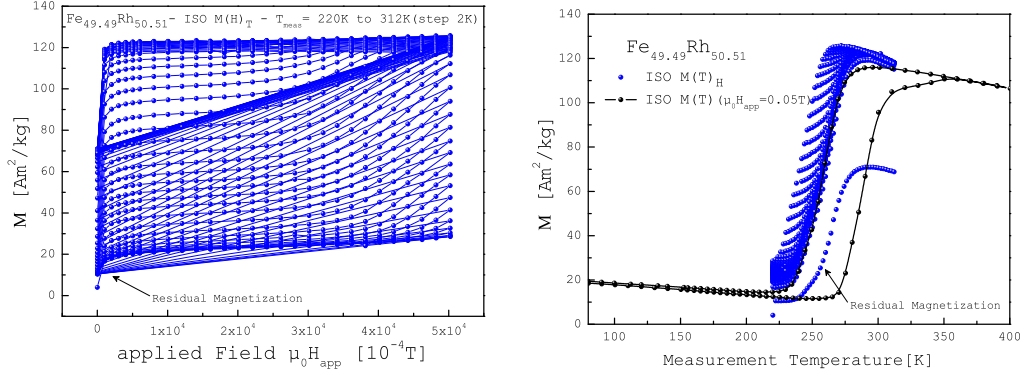 Fe49.49Rh50.51- ISO M(H)T - Tmeas= 220K to 312K(step 2K)
140
120
100
80
60
40
20
0
M [Am²/kg]
Residual Magnetization
0
1x10⁴
2x10⁴
3x10⁴
4x10⁴
5x10⁴
applied Field μ0Happ [10⁻⁴T]
140
120
100
80
60
40
20
0
M [Am²/kg]
Fe49.49Rh50.51
ISO M(T)H
ISO M(T)(μ0Happ=0.05T)
Residual Magnetization
100
150
200
250
300
350
400
Measurement Temperature[K]